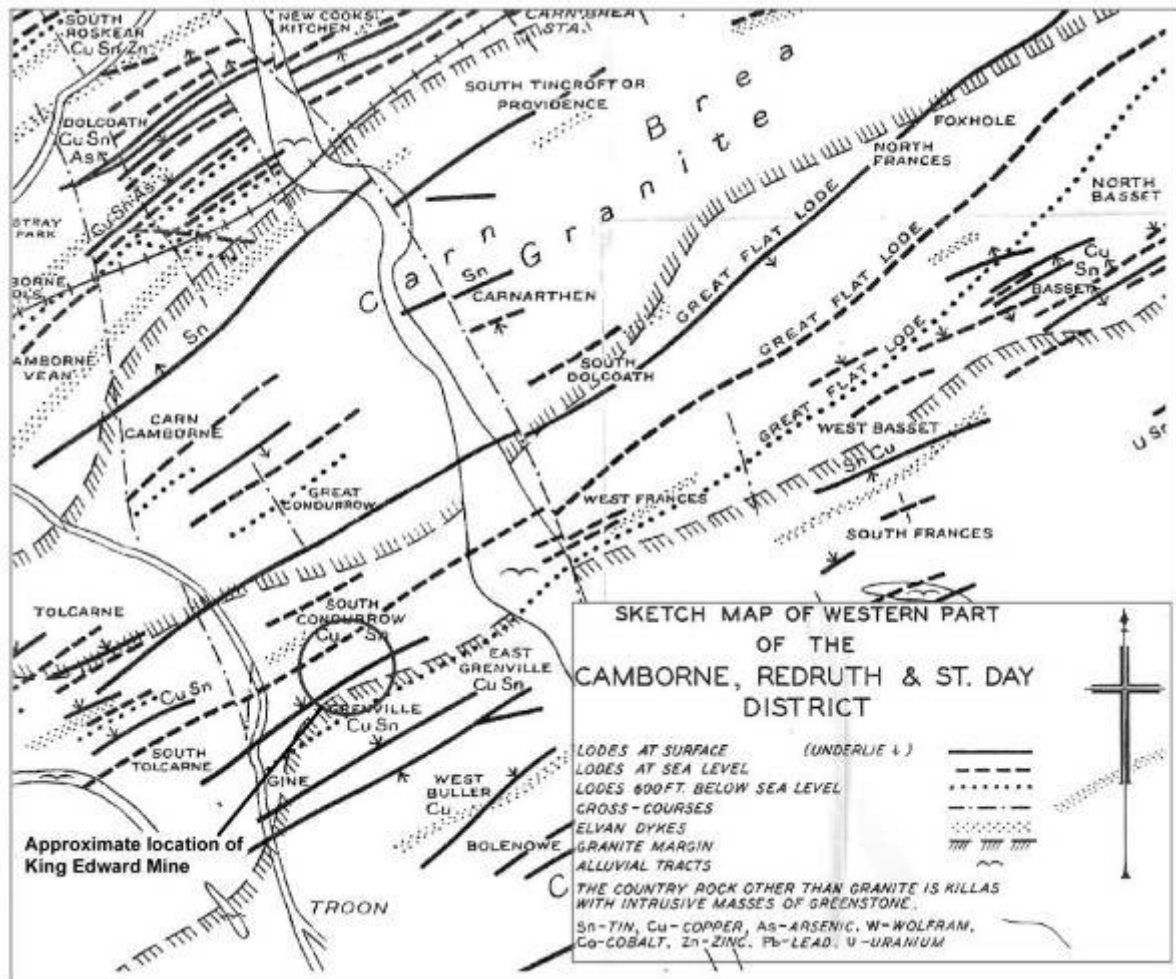 SOUTH
ROSKEAR
Cu Sn Zn
NEW COOKS
KITCHEN
CARN BREA
STA.
DOLCOATH
Cu Sn
As
SOUTH TINCROFT OR
PROVIDENCE
Carn Brea
Granite
FOXHOLE
NORTH
FRANCES
NORTH
BASSET
Cu Sn As
STRAY
PARK
BORNE
OLS
AMBORNE
VEAN
Sn
Sn
CARNARTHEN
GREAT FLAT LODE
GREAT FLAT LODE
GREAT FLAT LODE
Cu
Sn
BASSET
SOUTH
DOLCOATH
CARN
CAMBORNE
GREAT
CONDURROW
WEST BASSET
Sn Cu
U Sn
WEST FRANCES
SOUTH FRANCES
TOLCARNE
SOUTH
CONDURROW
Cu Sn
EAST
GRENVILLE
Cu Sn
Cu Sn
GRENVILLE
Cu Sn
SOUTH
TOLCARNE
GINE
WEST
BULLER
Cu
BOLENOWE
C
TROON
Approximate location of
King Edward Mine
SKETCH MAP OF WESTERN PART
OF THE
CAMBORNE, REDRUTH & ST. DAY
DISTRICT
LODES AT SURFACE (UNDERLIE ↓)
LODES AT SEA LEVEL
LODES 600FT. BELOW SEA LEVEL
CROSS-COURSES
ELVAN DYKES
GRANITE MARGIN
ALLUVIAL TRACTS
THE COUNTRY ROCK OTHER THAN GRANITE IS KILLAS
WITH INTRUSIVE MASSES OF GREENSTONE.
Sn-TIN, Cu-COPPER, As-ARSENIC, W-WOLFRAM,
Co-COBALT, Zn-ZINC, Pb-LEAD, U-URANIUM